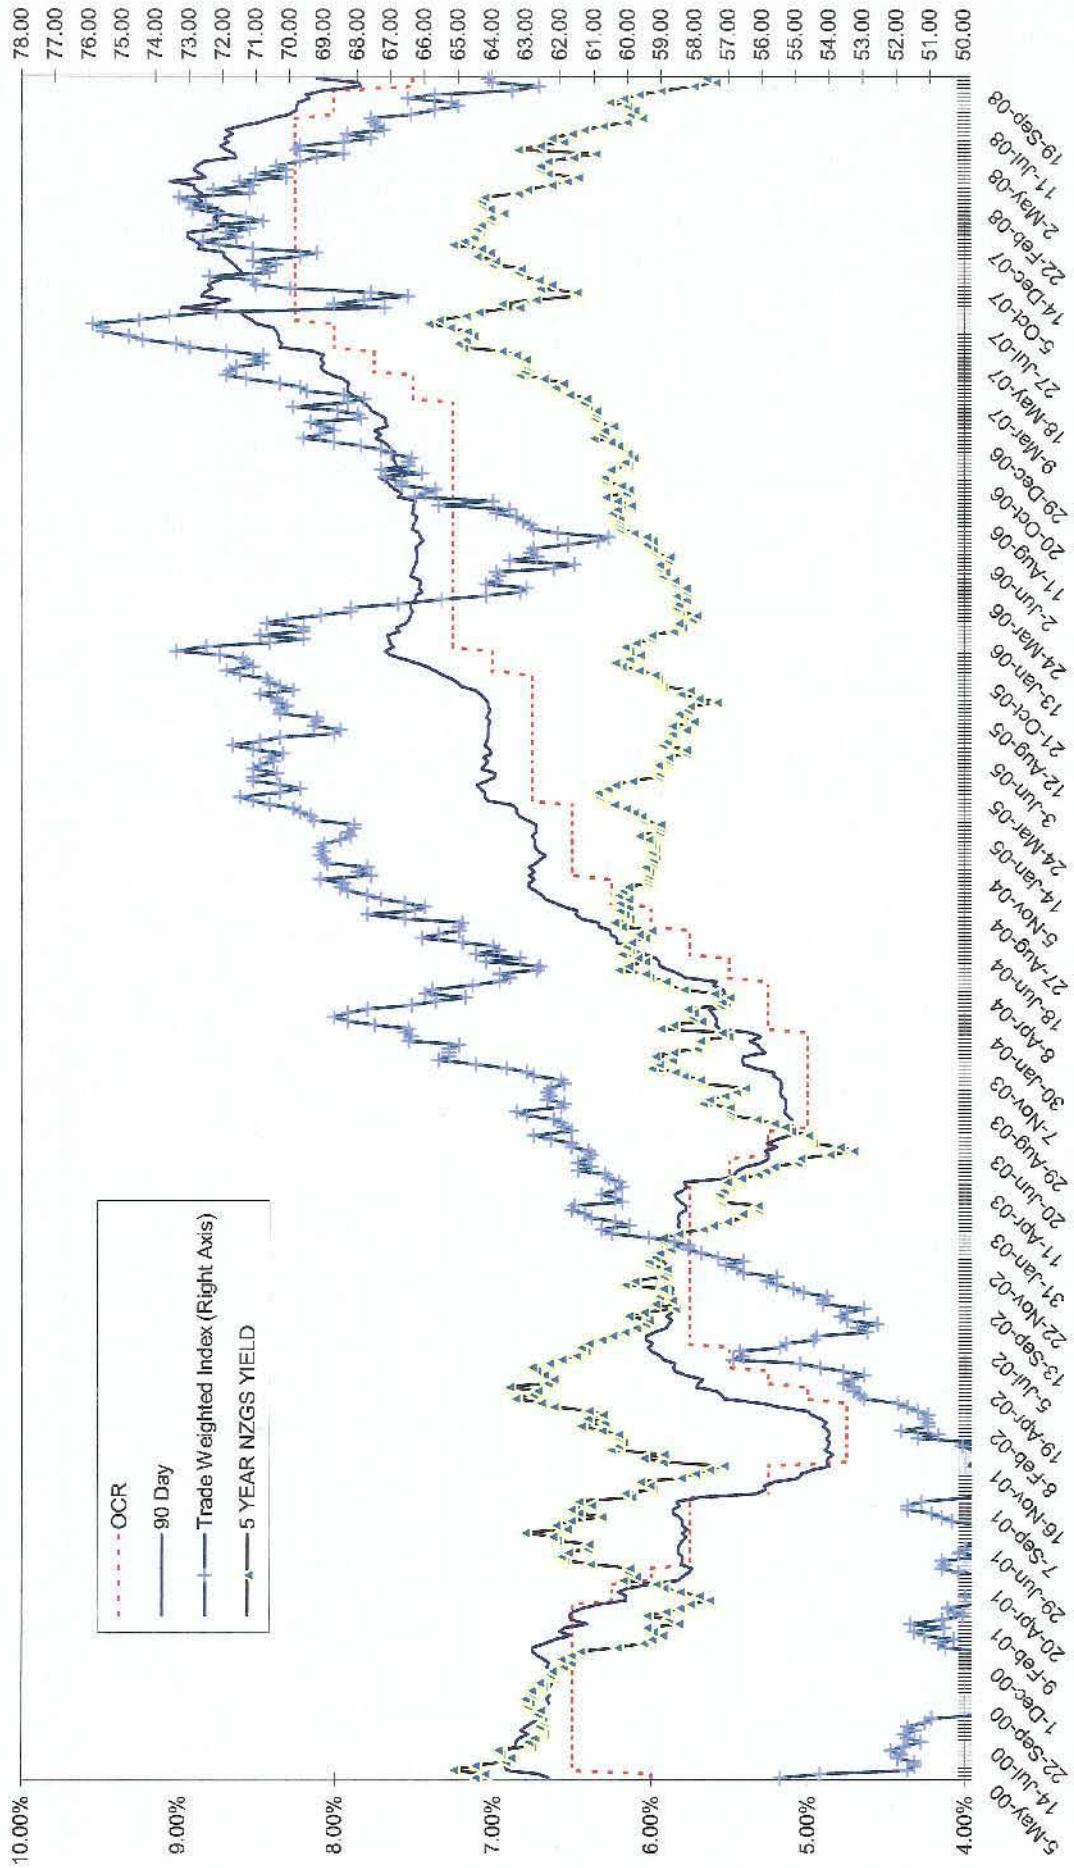 10.00%
9.00%
8.00%
7.00%
6.00%
5.00%
4.00%
OCR
90 Day
Trade Weighted Index (Right Axis)
5 YEAR NZGS YIELD
78.00
77.00
76.00
75.00
74.00
73.00
72.00
71.00
70.00
69.00
68.00
67.00
66.00
65.00
64.00
63.00
62.00
61.00
60.00
59.00
58.00
57.00
56.00
55.00
54.00
53.00
52.00
51.00
50.00
5-May-00
14-Jul-00
22-Sep-00
1-Dec-00
9-Feb-01
20-Apr-01
29-Jun-01
7-Sep-01
16-Nov-01
8-Feb-02
19-Apr-02
5-Jul-02
13-Sep-02
22-Nov-02
31-Jan-03
11-Apr-03
20-Jun-03
29-Aug-03
7-Nov-03
30-Jan-04
8-Apr-04
18-Jun-04
27-Aug-04
5-Nov-04
14-Jan-05
24-Mar-05
3-Jun-05
12-Aug-05
21-Oct-05
13-Jan-06
24-Mar-06
2-Jun-06
11-Aug-06
20-Oct-06
29-Dec-06
9-Mar-07
18-May-07
27-Jul-07
5-Oct-07
14-Dec-07
22-Feb-08
2-May-08
11-Jul-08
19-Sep-08